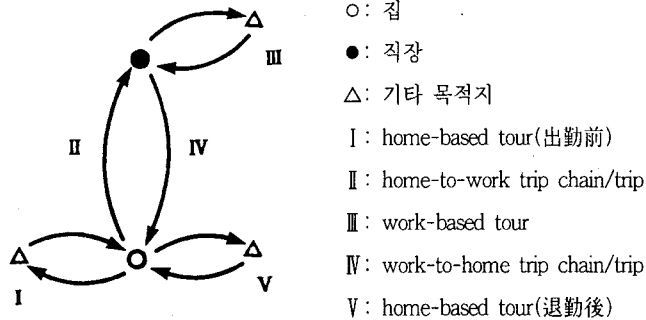 ○: 집
●: 직장
△: 기타 목적지
Ⅰ: home-based tour(出勤前)
Ⅱ: home-to-work trip chain/trip
Ⅲ: work-based tour
Ⅳ: work-to-home trip chain/trip
Ⅴ: home-based tour(退勤後)
Ⅲ
Ⅱ
Ⅳ
Ⅰ
Ⅴ